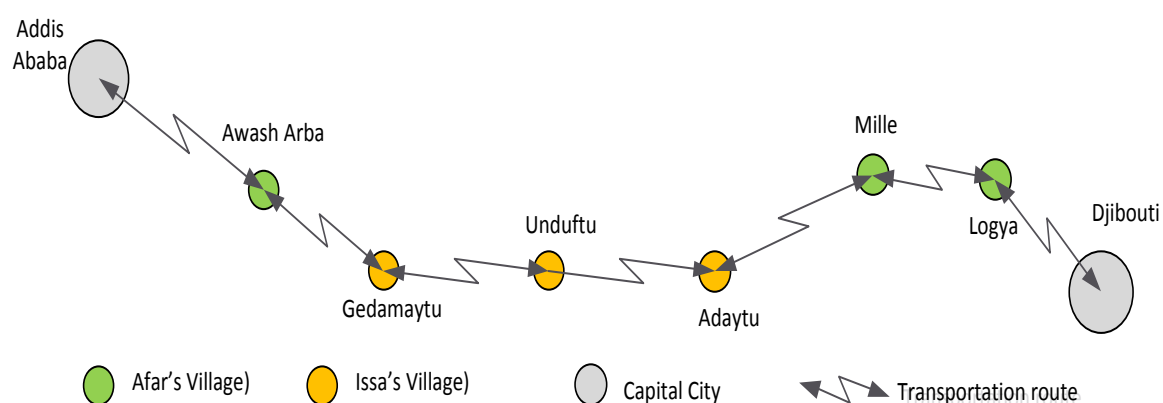 Addis
Ababa
Awash Arba
Mille
Unduftu
Logya
Djibouti
Gedamaytu
Adaytu
Afar's Village)
Issa's Village)
Capital City
Transportation route